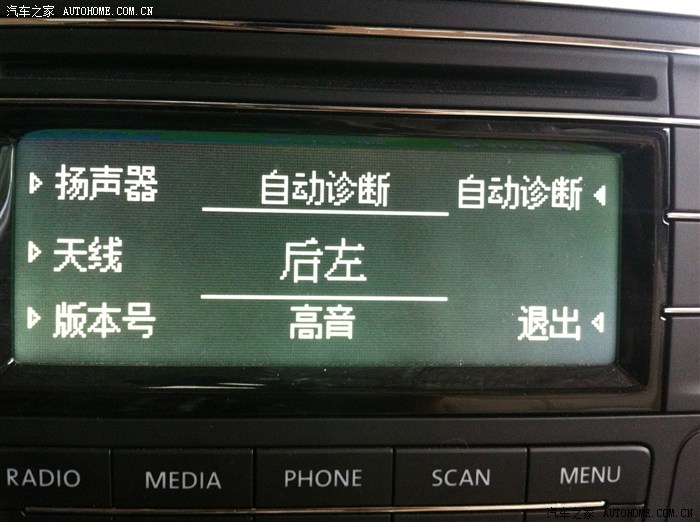 汽车之家 AUTOHOME.COM.CN
扬声器 自动诊断 自动诊断
天线 后左
版本号 高音 退出
RADIO MEDIA PHONE SCAN MENU
汽车之家 AUTOHOME.COM.CN